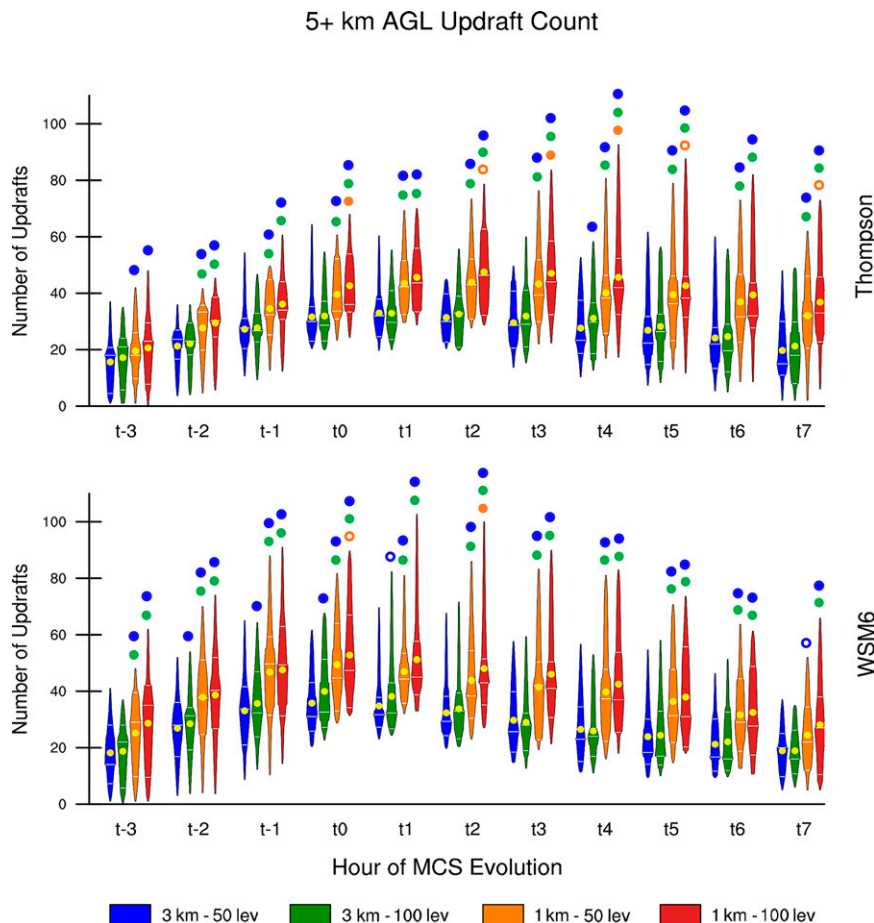 5+ km AGL Updraft Count
Number of Updrafts
100
80
60
40
20
0
t-3 t-2 t-1 t0 t1 t2 t3 t4 t5 t6 t7
Thompson
Number of Updrafts
100
80
60
40
20
0
t-3 t-2 t-1 t0 t1 t2 t3 t4 t5 t6 t7
WSM6
Hour of MCS Evolution
3 km - 50 lev 3 km - 100 lev 1 km - 50 lev 1 km - 100 lev